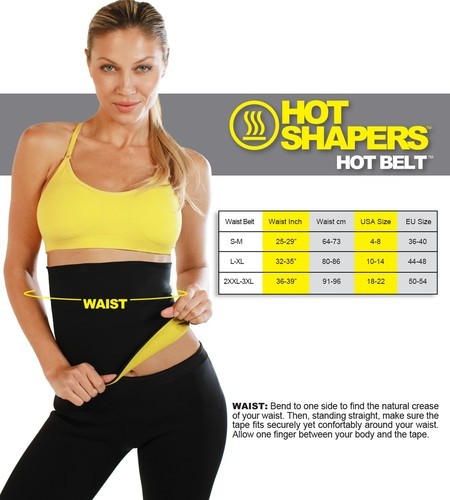 HOT
SHAPERS™
HOT BELT™
Waist Belt Waist Inch Waist cm USA Size EU Size
S-M 25-29" 64-73 4-8 36-40
L-XL 32-35" 80-86 10-14 44-48
2XXL-3XL 36-39" 91-96 18-22 50-54
WAIST
WAIST: Bend to one side to find the natural crease
of your waist. Then, standing straight, make sure the
tape fits securely yet confortably around your waist.
Allow one finger between your body and the tape.